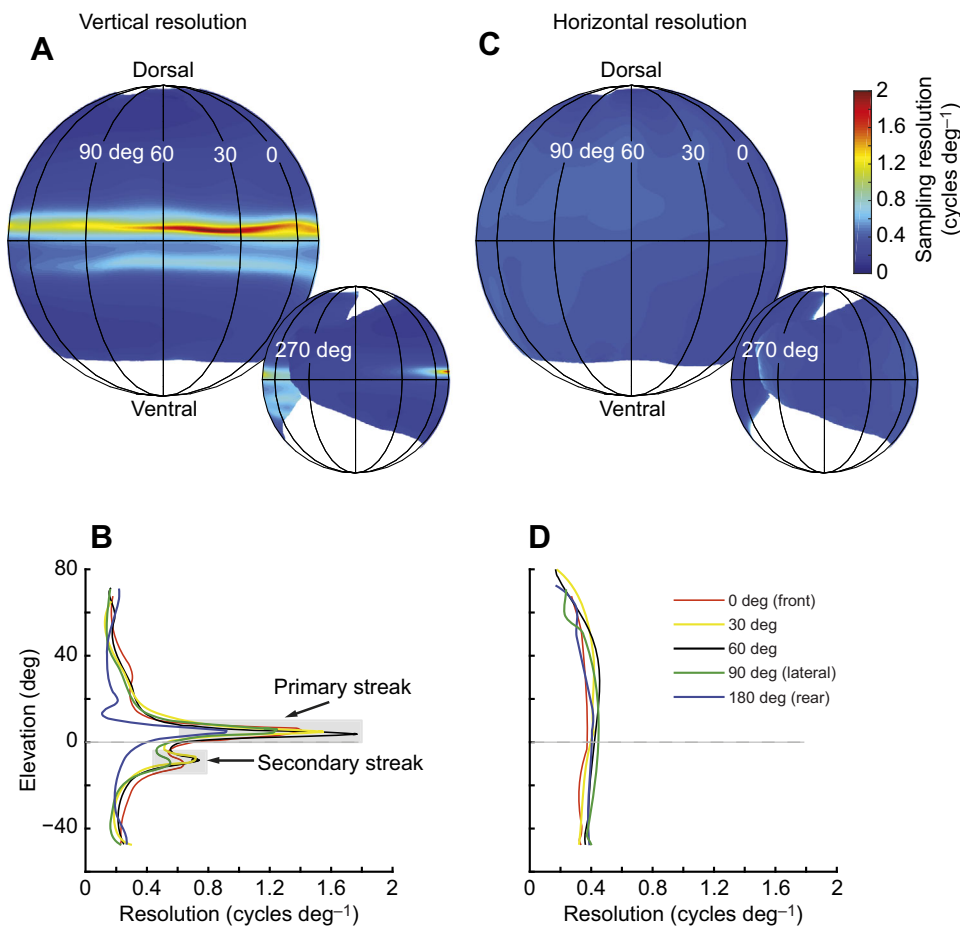 Vertical resolution
Horizontal resolution
A
C
Dorsal
Dorsal
90 deg 60 30 0
90 deg 60 30 0
2
1.6
1.2
0.8
0.4
0
Sampling resolution
(cycles deg–1)
270 deg
270 deg
Ventral
Ventral
B
D
80
40
0
–40
Elevation (deg)
Primary streak
Secondary streak
0 0.4 0.8 1.2 1.6 2
Resolution (cycles deg–1)
0 deg (front)
30 deg
60 deg
90 deg (lateral)
180 deg (rear)
0 0.4 0.8 1.2 1.6 2
Resolution (cycles deg–1)